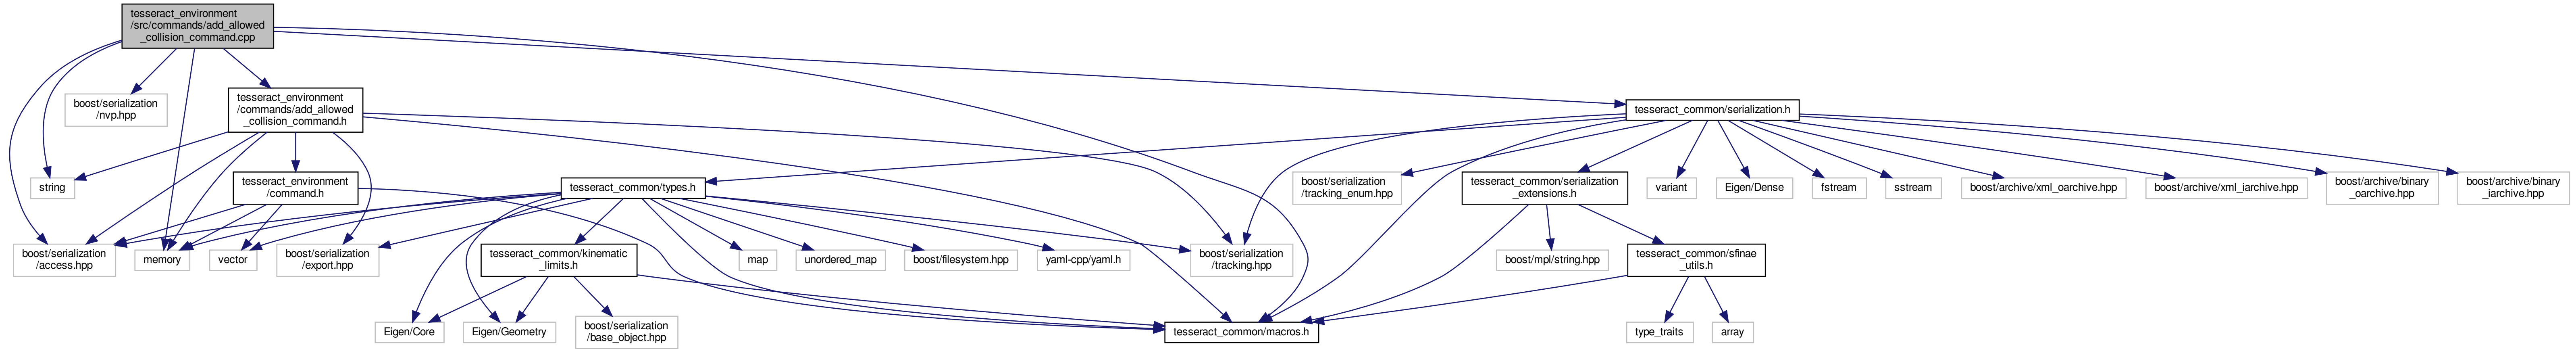 tesseract_environment
/src/commands/add_allowed
_collision_command.cpp
boost/serialization
/nvp.hpp
tesseract_environment
/commands/add_allowed
_collision_command.h
tesseract_common/serialization.h
string
tesseract_environment
/command.h
tesseract_common/types.h
boost/serialization
/tracking_enum.hpp
tesseract_common/serialization
_extensions.h
variant
Eigen/Dense
fstream
sstream
boost/archive/xml_oarchive.hpp
boost/archive/xml_iarchive.hpp
boost/archive/binary
_oarchive.hpp
boost/archive/binary
_iarchive.hpp
boost/serialization
/access.hpp
memory
vector
boost/serialization
/export.hpp
tesseract_common/kinematic
_limits.h
map
unordered_map
boost/filesystem.hpp
yaml-cpp/yaml.h
boost/serialization
/tracking.hpp
boost/mpl/string.hpp
tesseract_common/sfinae
_utils.h
Eigen/Core
Eigen/Geometry
boost/serialization
/base_object.hpp
tesseract_common/macros.h
type_traits
array